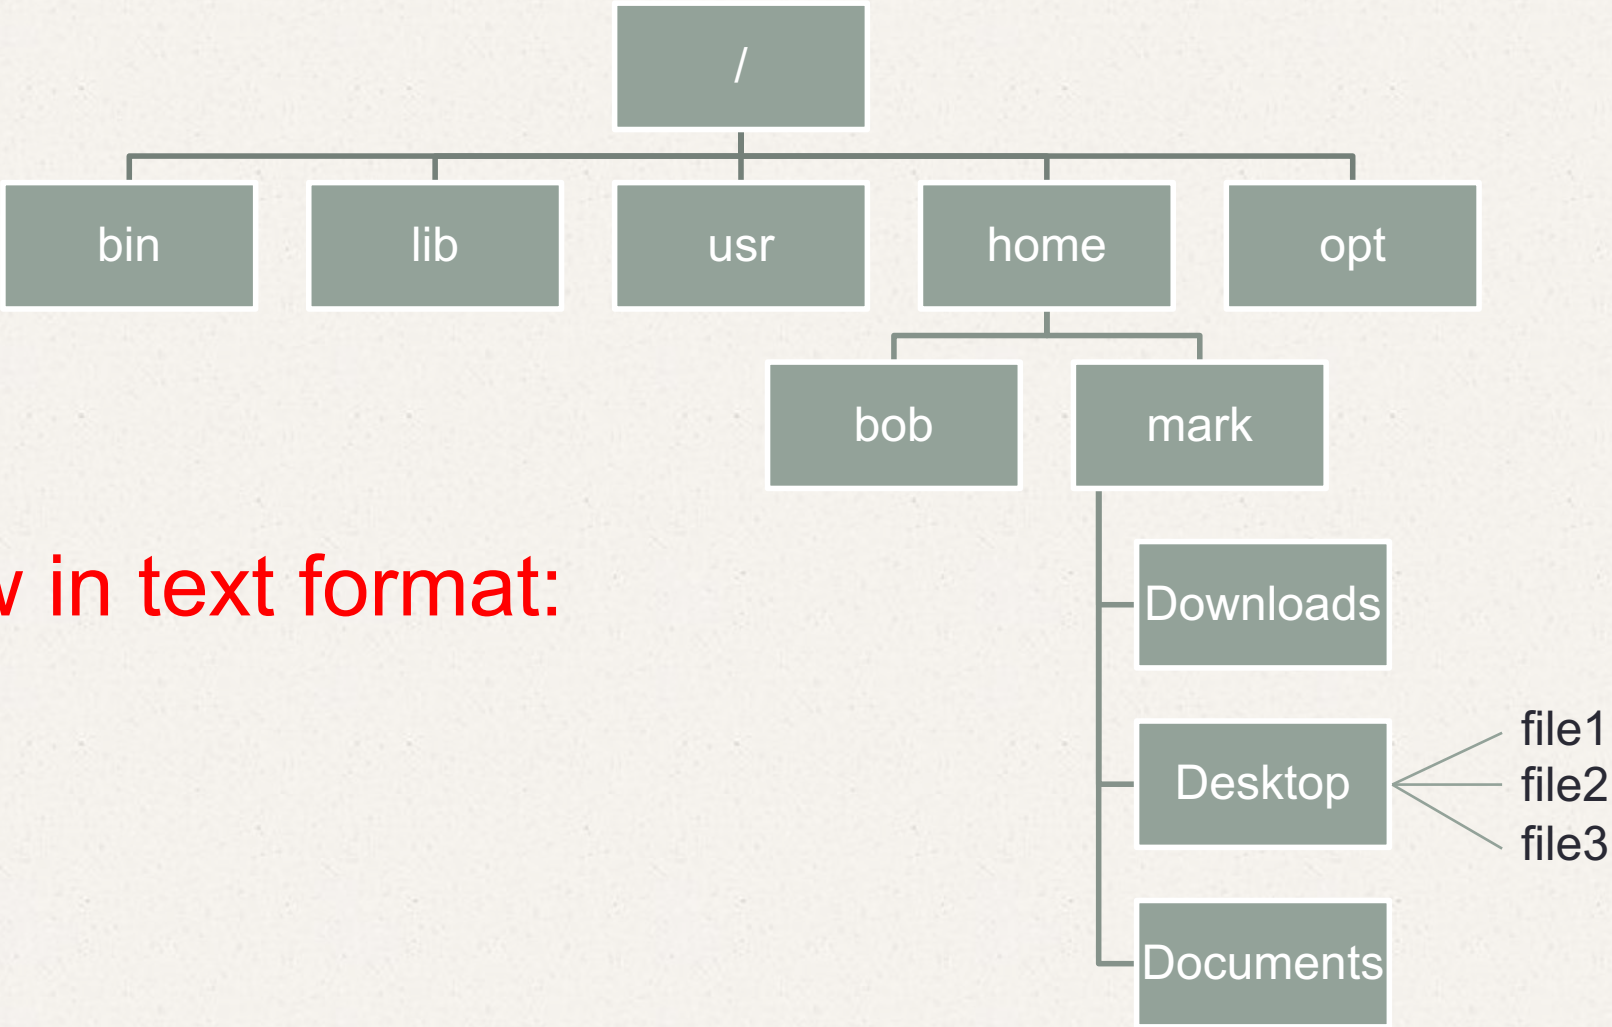 /
bin lib usr home opt
bob mark
in text format:
Downloads
file1
Desktop file2
file3
Documents